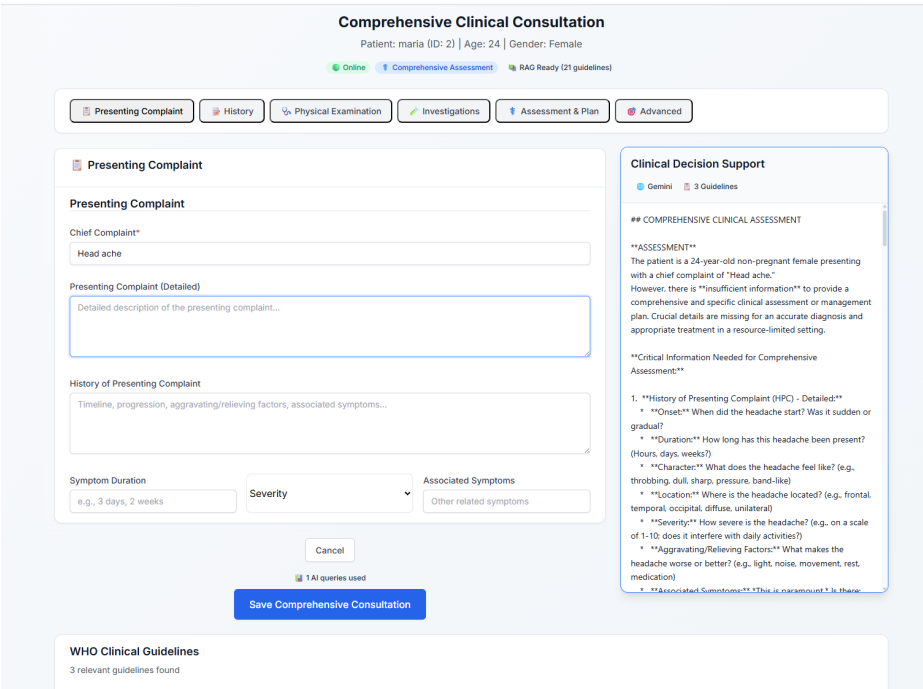 Comprehensive Clinical Consultation
Patient: maria (ID: 2) | Age: 24 | Gender: Female
Online
Comprehensive Assessment
RAG Ready (21 guidelines)
Presenting Complaint
History
Physical Examination
Investigations
Assessment & Plan
Advanced
Presenting Complaint
Presenting Complaint
Chief Complaint*
Head ache
Presenting Complaint (Detailed)
Detailed description of the presenting complaint...
History of Presenting Complaint
Timeline, progression, aggravating/relieving factors, associated symptoms...
Symptom Duration
e.g., 3 days, 2 weeks
Severity
Associated Symptoms
Other related symptoms
Cancel
1 AI queries used
Save Comprehensive Consultation
Clinical Decision Support
Gemini
3 Guidelines
## COMPREHENSIVE CLINICAL ASSESSMENT
**ASSESSMENT**
The patient is a 24-year-old non-pregnant female presenting
with a chief complaint of "Head ache."
However, there is **insufficient information** to provide a
comprehensive and specific clinical assessment or management
plan. Crucial details are missing for an accurate diagnosis and
appropriate treatment in a resource-limited setting.
**Critical Information Needed for Comprehensive
Assessment:**
1. **History of Presenting Complaint (HPC) - Detailed:**
* **Onset:** When did the headache start? Was it sudden or
gradual?
* **Duration:** How long has this headache been present?
(Hours, days, weeks?)
* **Character:** What does the headache feel like? (e.g.,
throbbing, dull, sharp, pressure, band-like)
* **Location:** Where is the headache located? (e.g., frontal,
temporal, occipital, diffuse, unilateral)
* **Severity:** How severe is the headache? (e.g., on a scale
of 1-10; does it interfere with daily activities?)
* **Aggravating/Relieving Factors:** What makes the
headache worse or better? (e.g., light, noise, movement, rest,
medication)
* **Associated Symptoms:** *This is paramount.* Is there:
WHO Clinical Guidelines
3 relevant guidelines found